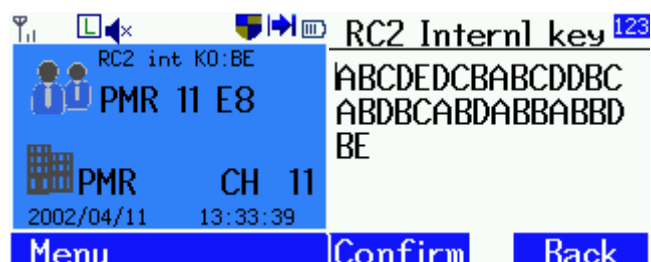 L
RC2 int K0:BE
PMR 11 E8
PMR CH 11
2002/04/11 13:33:39
Menu
RC2 Internl key 123
ABCDEDCBABCDDBC
ABDBCABDABBABBD
BE
Confirm Back